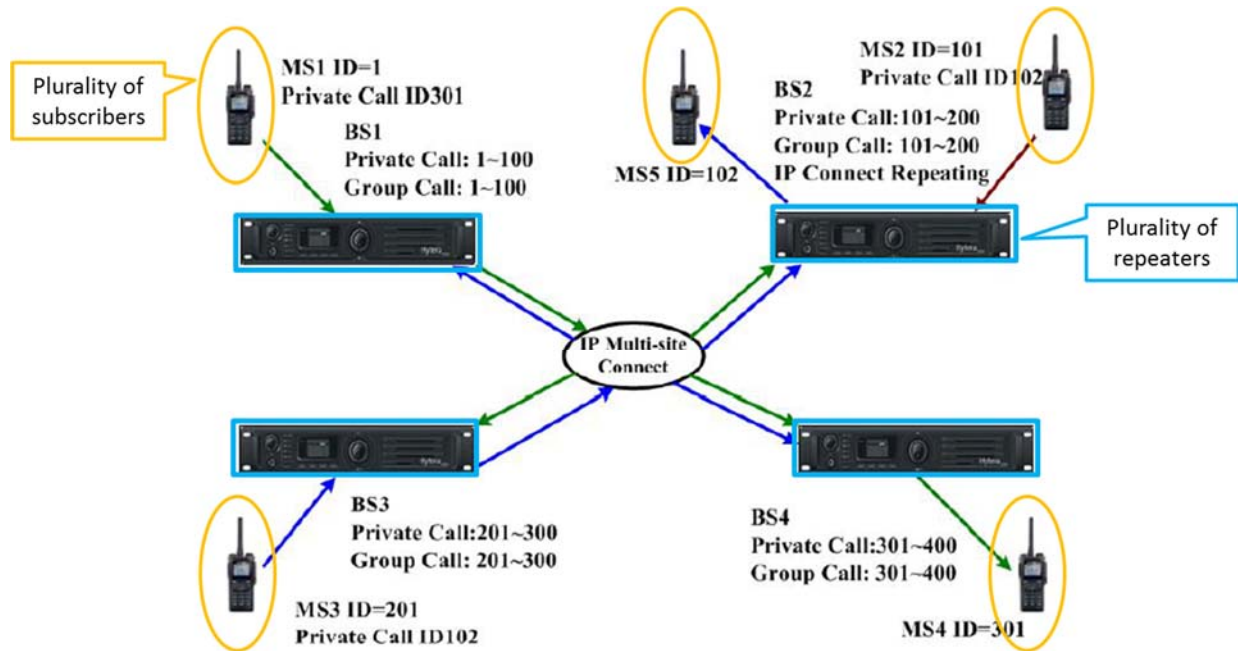 Plurality of
subscribers
MS1 ID=1
Private Call ID301
BS1
Private Call: 1~100
Group Call: 1~100
MS5 ID=102
MS2 ID=101
Private Call ID102
BS2
Private Call:101~200
Group Call: 101~200
IP Connect Repeating
Plurality of
repeaters
Hytera
IP Multi-site
Connect
BS3
Private Call:201~300
Group Call: 201~300
MS3 ID=201
Private Call ID102
BS4
Private Call:301~400
Group Call: 301~400
MS4 ID=301